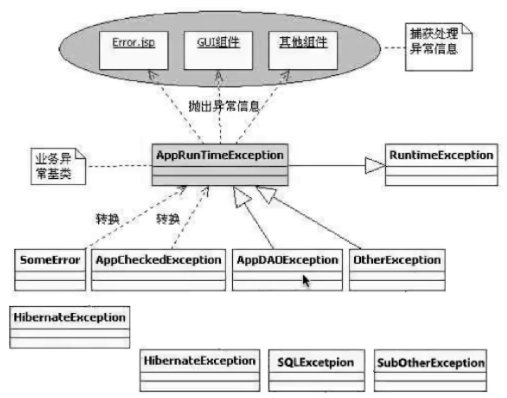 Error.jsp
GUI组件
其他组件
捕获处理
异常信息
抛出异常信息
业务异
常基类
AppRunTimeException
RuntimeException
转换
转换
SomeError
AppCheckedException
AppDAOException
OtherException
HibernateException
HibernateException
SQLExcetpion
SubOtherException